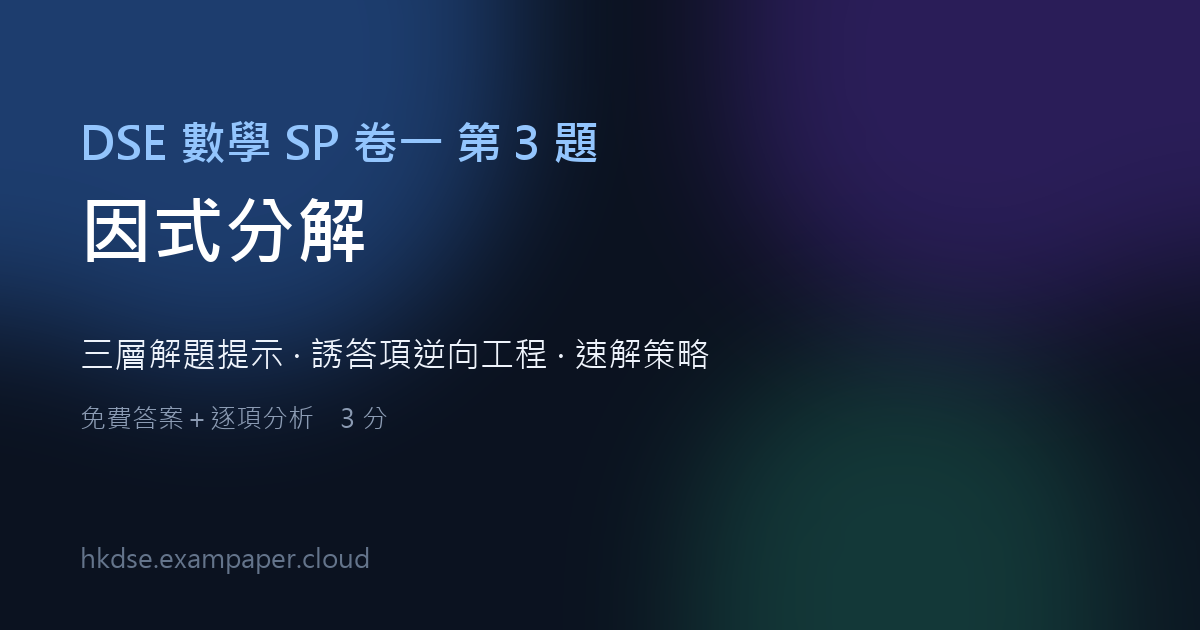 DSE 數學 SP 卷一 第 3 題
因式分解
三層解題提示 · 誘答項逆向工程 · 速解策略
免費答案 + 逐項分析　3 分
hkdse.exampaper.cloud